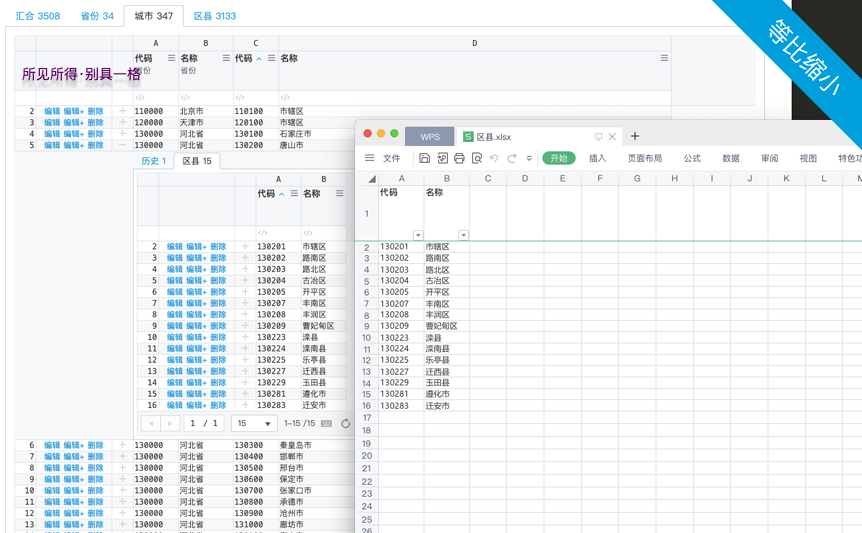 汇合 3508 省份 34 城市 347 区县 3133
等比缩小
A B C D
代码 名称 代码 名称
省份 省份
所见所得·别具一格
2 编辑 编辑+ 删除 110000 北京市 110100 市辖区
3 编辑 编辑+ 删除 120000 天津市 120100 市辖区
4 编辑 编辑+ 删除 130000 河北省 130100 石家庄市
5 编辑 编辑+ 删除 130000 河北省 130200 唐山市
历史 1 区县 15
A B
代码 名称
2 编辑 编辑+ 删除 130201 市辖区
3 编辑 编辑+ 删除 130202 路南区
4 编辑 编辑+ 删除 130203 路北区
5 编辑 编辑+ 删除 130204 古冶区
6 编辑 编辑+ 删除 130205 开平区
7 编辑 编辑+ 删除 130207 丰南区
8 编辑 编辑+ 删除 130208 丰润区
9 编辑 编辑+ 删除 130209 曹妃甸区
10 编辑 编辑+ 删除 130223 滦县
11 编辑 编辑+ 删除 130224 滦南县
12 编辑 编辑+ 删除 130225 乐亭县
13 编辑 编辑+ 删除 130227 迁西县
14 编辑 编辑+ 删除 130229 玉田县
15 编辑 编辑+ 删除 130281 遵化市
16 编辑 编辑+ 删除 130283 迁安市
1 / 1 15 1–15 /15
6 编辑 编辑+ 删除 130000 河北省 130300 秦皇岛市
7 编辑 编辑+ 删除 130000 河北省 130400 邯郸市
8 编辑 编辑+ 删除 130000 河北省 130500 邢台市
9 编辑 编辑+ 删除 130000 河北省 130600 保定市
10 编辑 编辑+ 删除 130000 河北省 130700 张家口市
11 编辑 编辑+ 删除 130000 河北省 130800 承德市
12 编辑 编辑+ 删除 130000 河北省 130900 沧州市
13 编辑 编辑+ 删除 130000 河北省 131000 廊坊市
WPS S 区县.xlsx
文件 开始 插入 页面布局 公式 数据 审阅 视图 特色功
A B C D E F G H I J K L M
1 代码 名称
2 130201 市辖区
3 130202 路南区
4 130203 路北区
5 130204 古冶区
6 130205 开平区
7 130207 丰南区
8 130208 丰润区
9 130209 曹妃甸区
10 130223 滦县
11 130224 滦南县
12 130225 乐亭县
13 130227 迁西县
14 130229 玉田县
15 130281 遵化市
16 130283 迁安市
17
18
19
20
21
22
23
24
25
26